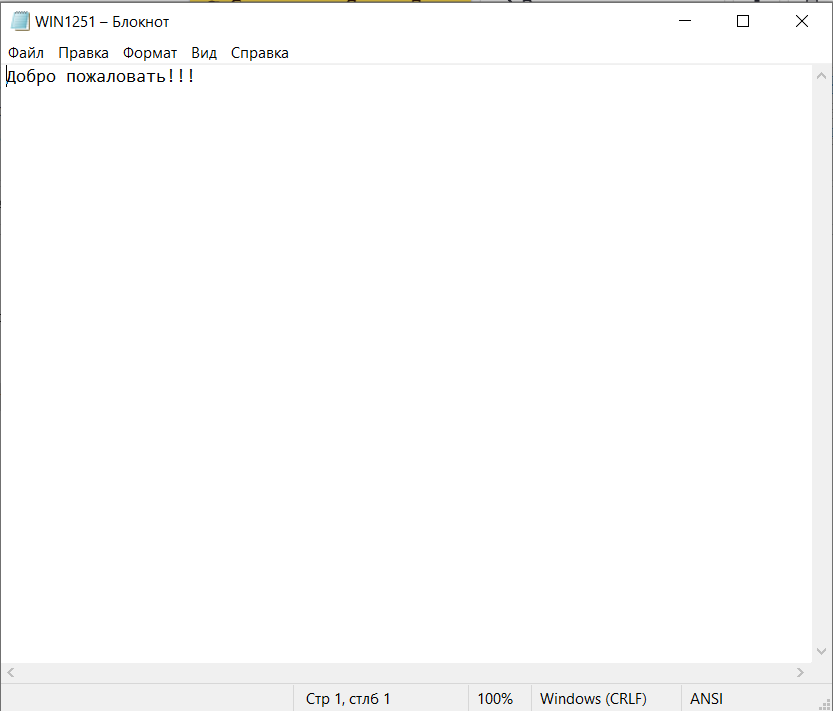 WIN1251 – Блокнот
Файл Правка Формат Вид Справка
Добро пожаловать!!!
Стр 1, стлб 1 100% Windows (CRLF) ANSI